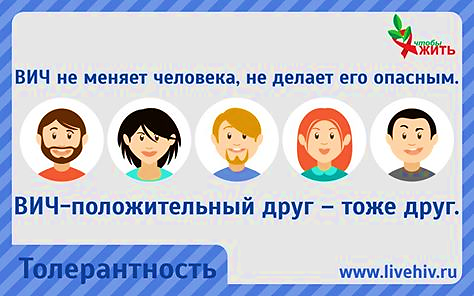 чтобы
ЖИТЬ
ВИЧ не меняет человека, не делает его опасным.
ВИЧ-положительный друг – тоже друг.
Толерантность
www.livehiv.ru